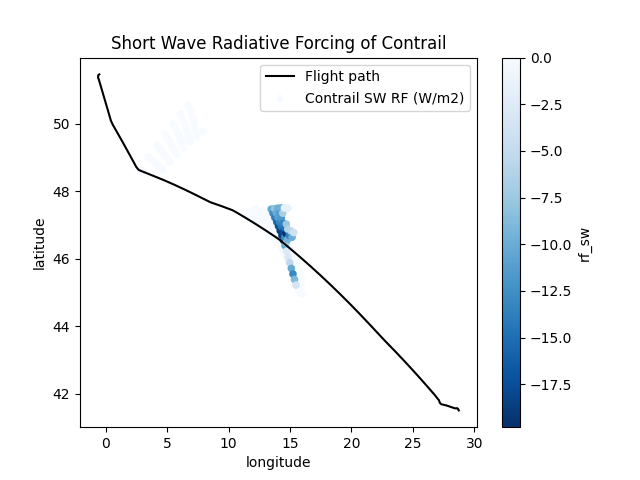 Short Wave Radiative Forcing of Contrail
Flight path
Contrail SW RF (W/m2)
50
48
46
44
42
latitude
0 5 10 15 20 25 30
longitude
0.0
−2.5
−5.0
−7.5
−10.0
−12.5
−15.0
−17.5
rf_sw